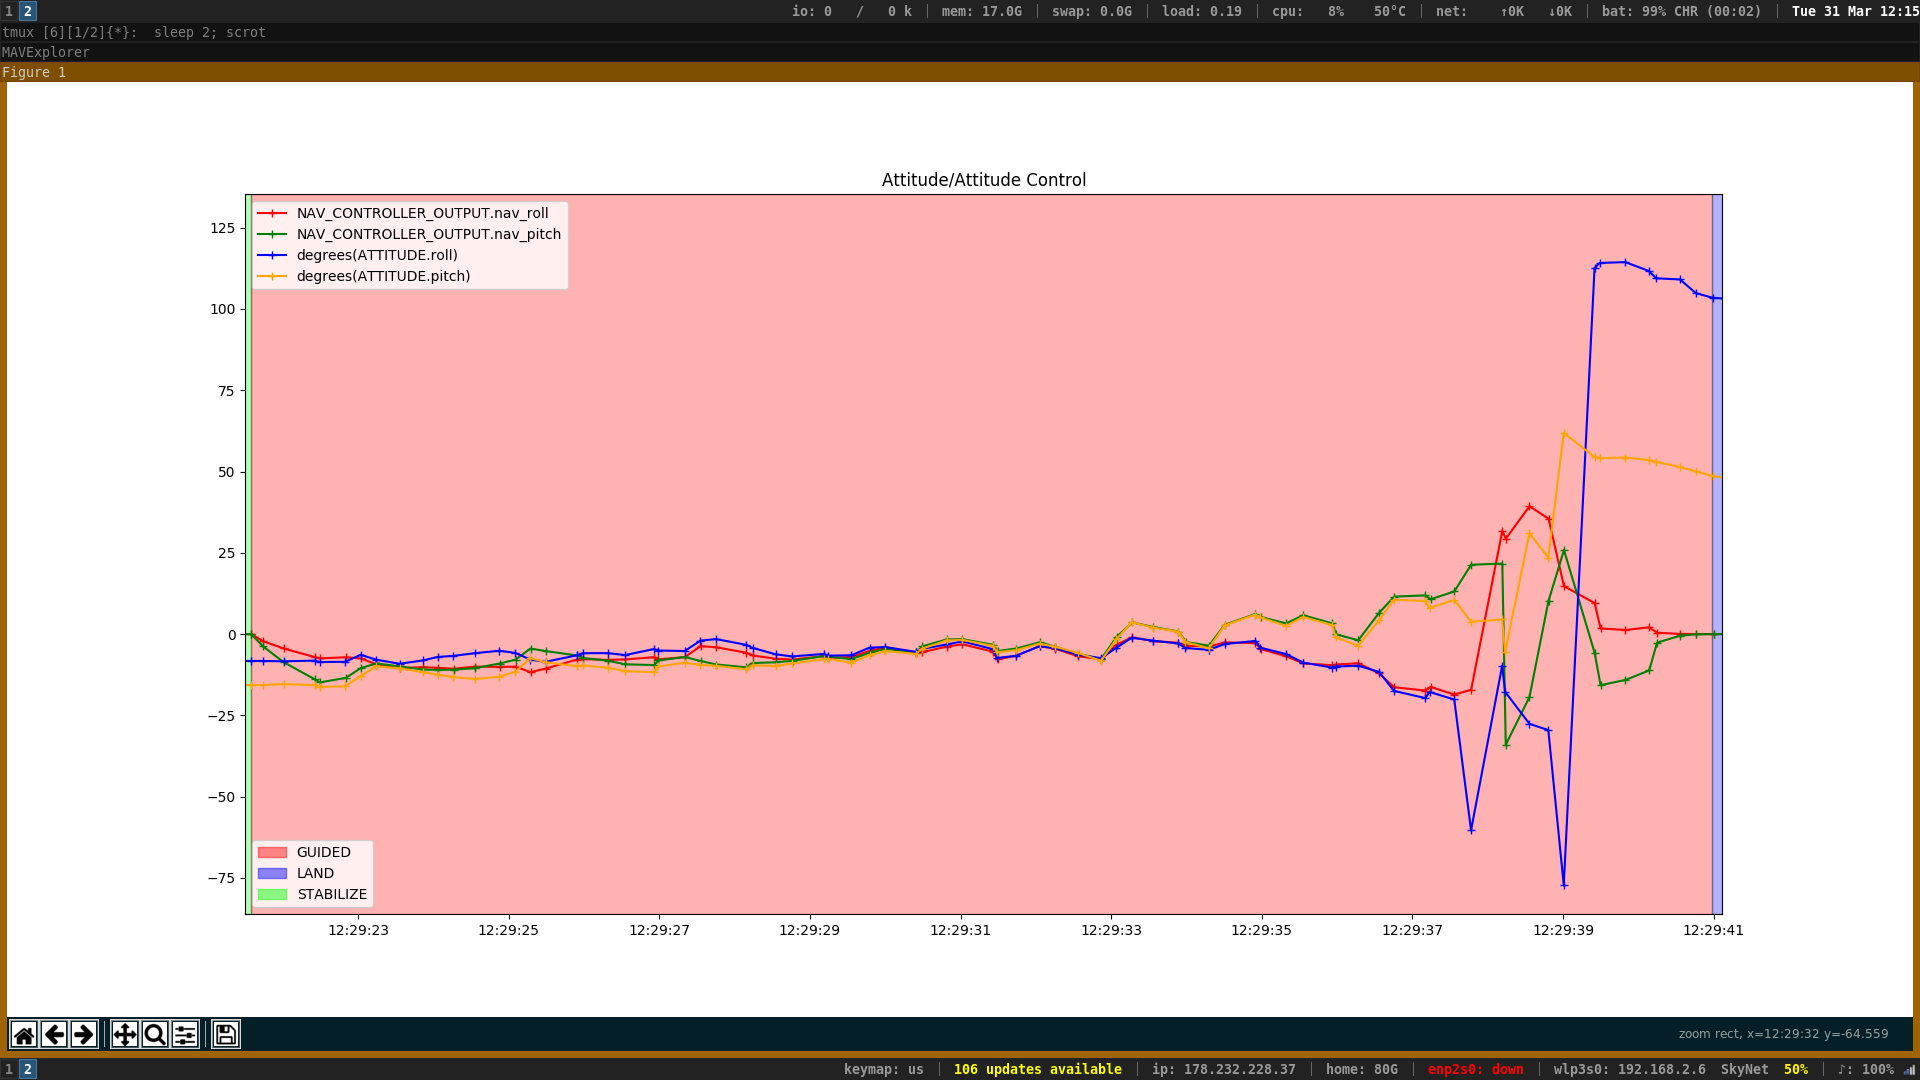 1 2 io: 0 / 0 k | mem: 17.0G | swap: 0.0G | load: 0.19 | cpu: 8% 50°C | net: ↑0K ↓0K | bat: 99% CHR (00:02) | Tue 31 Mar 12:15
tmux [6][1/2]{*}: sleep 2; scrot
MAVExplorer
Figure 1
Attitude/Attitude Control
NAV_CONTROLLER_OUTPUT.nav_roll
NAV_CONTROLLER_OUTPUT.nav_pitch
degrees(ATTITUDE.roll)
degrees(ATTITUDE.pitch)
125
100
75
50
25
0
−25
−50
−75
GUIDED
LAND
STABILIZE
12:29:23 12:29:25 12:29:27 12:29:29 12:29:31 12:29:33 12:29:35 12:29:37 12:29:39 12:29:41
zoom rect, x=12:29:32 y=-64.559
1 2 keymap: us | 106 updates available | ip: 178.232.228.37 | home: 80G | enp2s0: down | wlp3s0: 192.168.2.6 SkyNet 50% | ♪: 100%